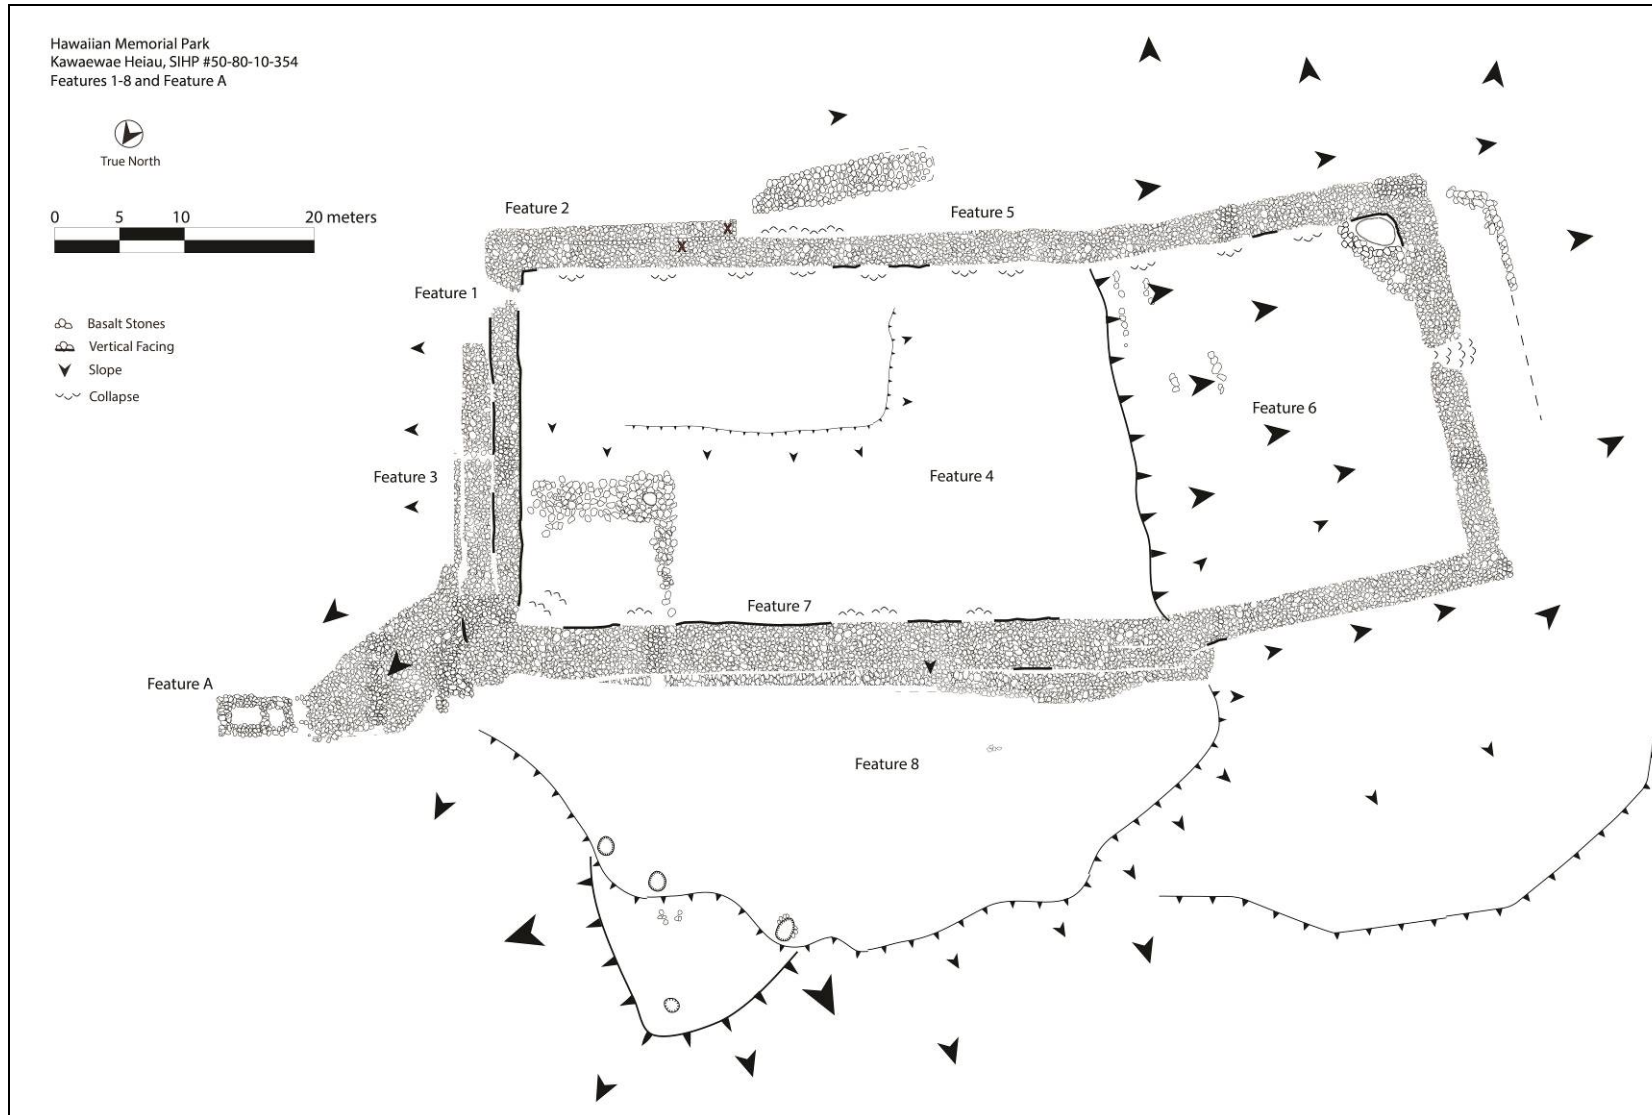 Hawaiian Memorial Park
Kawaewae Heiau, SIHP #50-80-10-354
Features 1-8 and Feature A
True North
0 5 10 20 meters
Basalt Stones
Vertical Facing
Slope
Collapse
Feature 2
Feature 5
Feature 1
Feature 6
Feature 3
Feature 4
Feature 7
Feature A
Feature 8
X
X